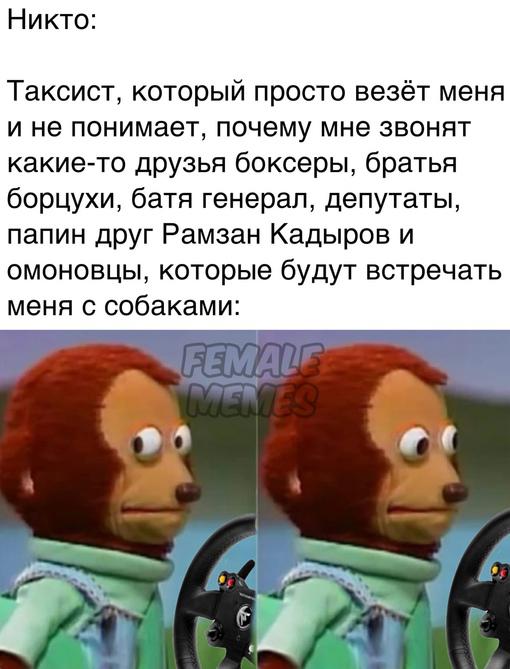 Никто:
Таксист, который просто везёт меня
и не понимает, почему мне звонят
какие-то друзья боксеры, братья
борцухи, батя генерал, депутаты,
папин друг Рамзан Кадыров и
омоновцы, которые будут встречать
меня с собаками:
FEMALE
MEMES